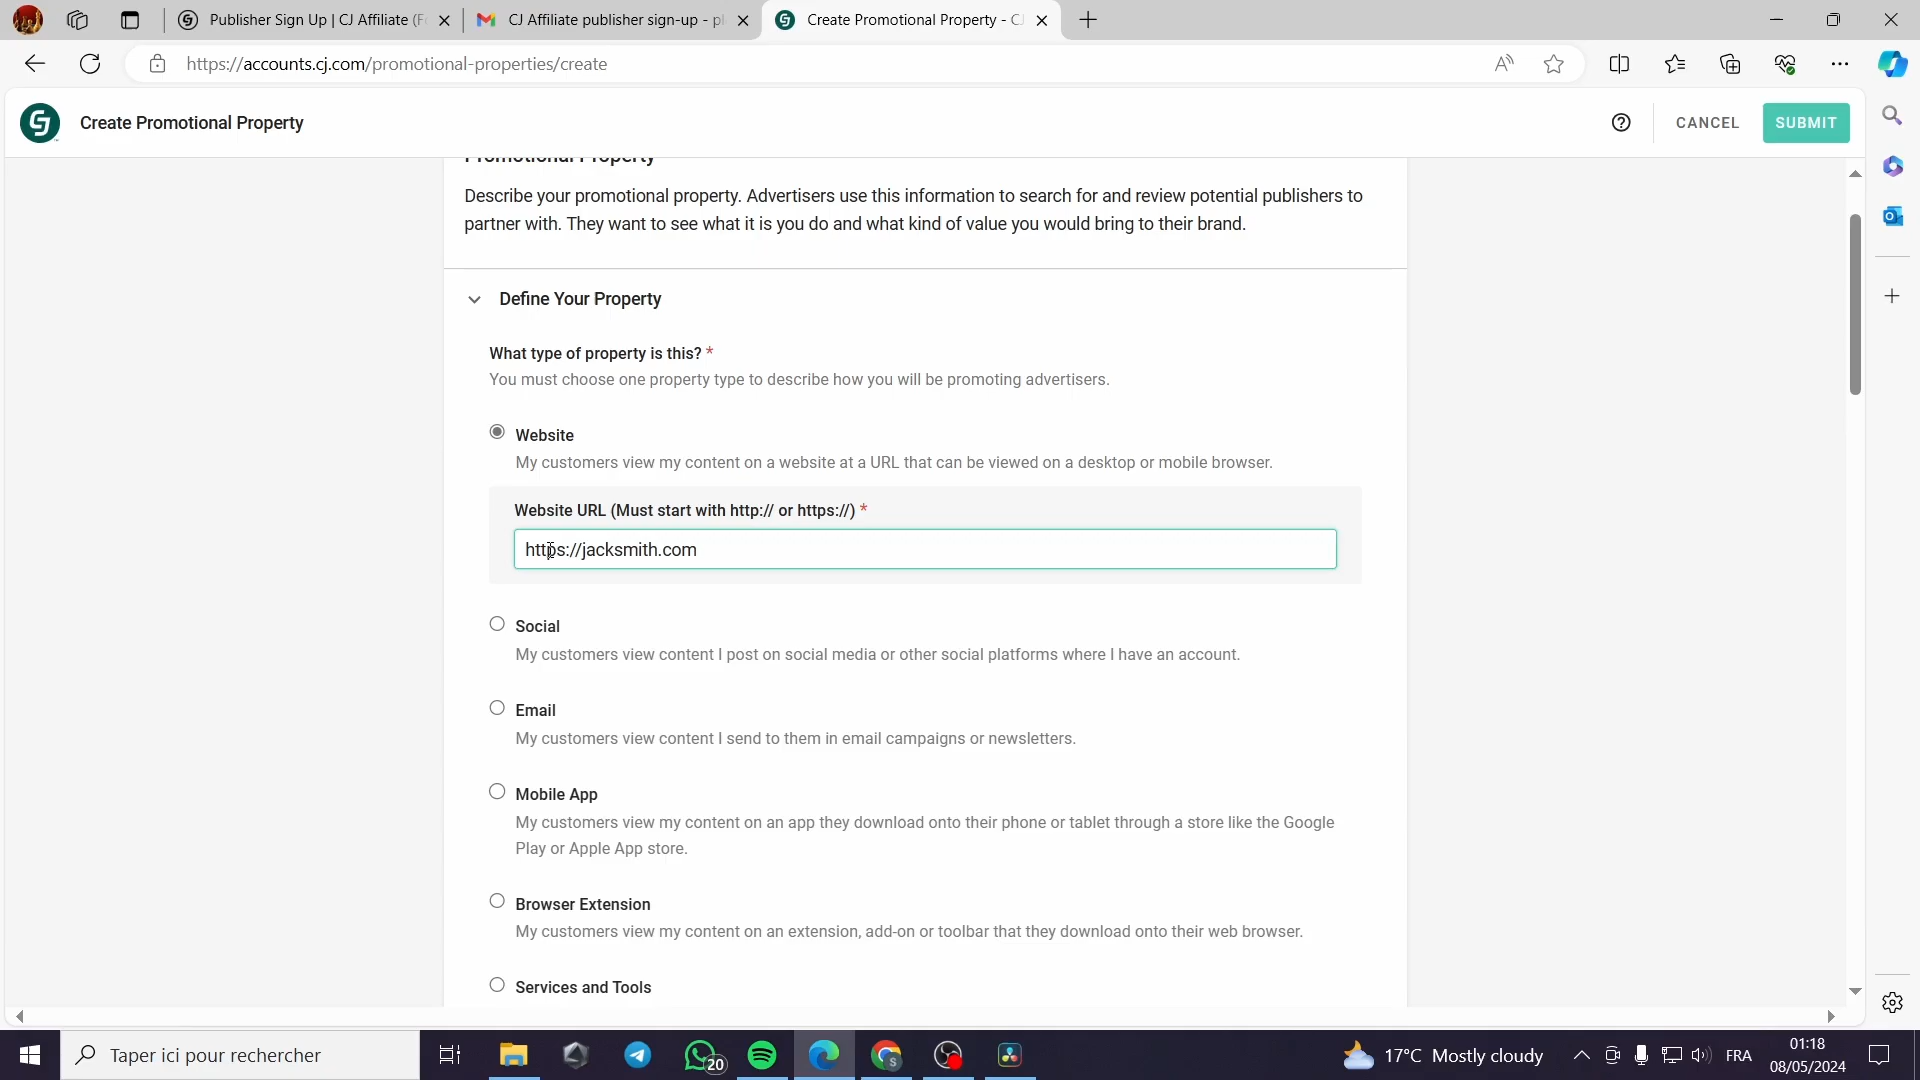 Publisher Sign Up | CJ Affiliate (F
CJ Affiliate publisher sign-up - pl
Create Promotional Property - CJ
https://accounts.cj.com/promotional-properties/create
Create Promotional Property
CANCEL
SUBMIT
Promotional Property
Describe your promotional property. Advertisers use this information to search for and review potential publishers to
partner with. They want to see what it is you do and what kind of value you would bring to their brand.
Define Your Property
What type of property is this? *
You must choose one property type to describe how you will be promoting advertisers.
Website
My customers view my content on a website at a URL that can be viewed on a desktop or mobile browser.
Website URL (Must start with http:// or https://) *
https://jacksmith.com
Social
My customers view content I post on social media or other social platforms where I have an account.
Email
My customers view content I send to them in email campaigns or newsletters.
Mobile App
My customers view my content on an app they download onto their phone or tablet through a store like the Google
Play or Apple App store.
Browser Extension
My customers view my content on an extension, add-on or toolbar that they download onto their web browser.
Services and Tools
Taper ici pour rechercher
20
17°C Mostly cloudy
FRA
01:18
08/05/2024